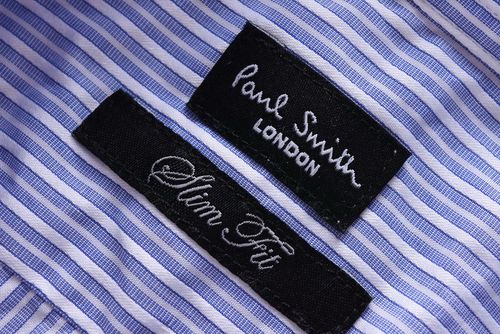 Paul Smith
LONDON
Slim Fit